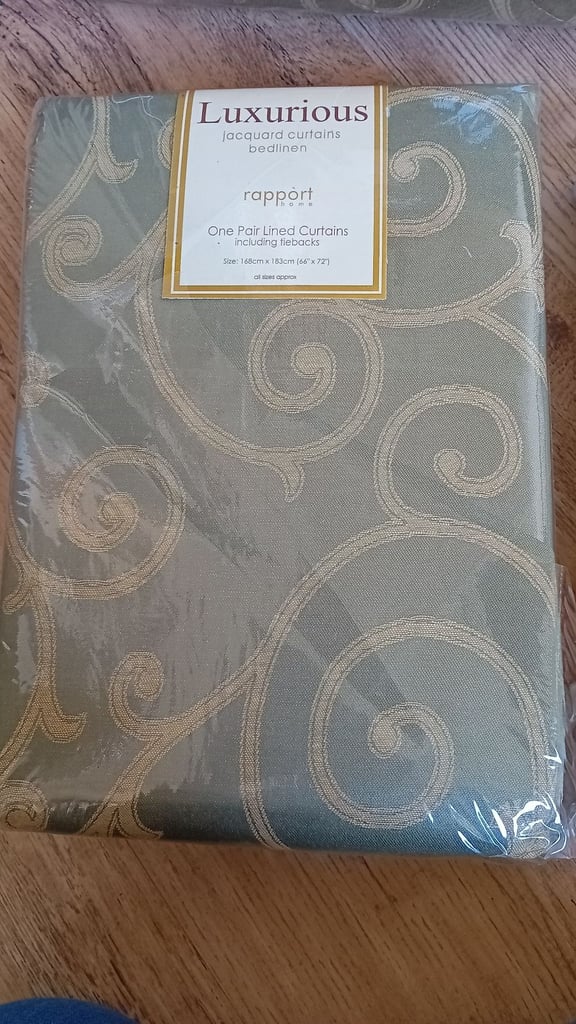 Luxurious
jacquard curtains
bedlinen
rappòrt
home
One Pair Lined Curtains
including tiebacks
Size: 168cm x 183cm (66" x 72")
all sizes approx